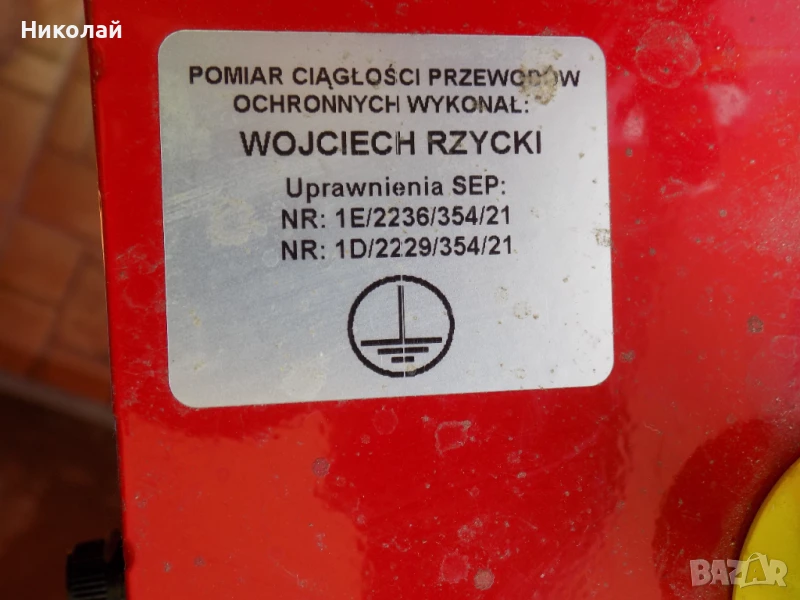 Николай
POMIAR CIĄGŁOŚCI PRZEWODÓW
OCHRONNYCH WYKONAŁ:
WOJCIECH RZYCKI
Uprawnienia SEP:
NR: 1E/2236/354/21
NR: 1D/2229/354/21
BAZAR